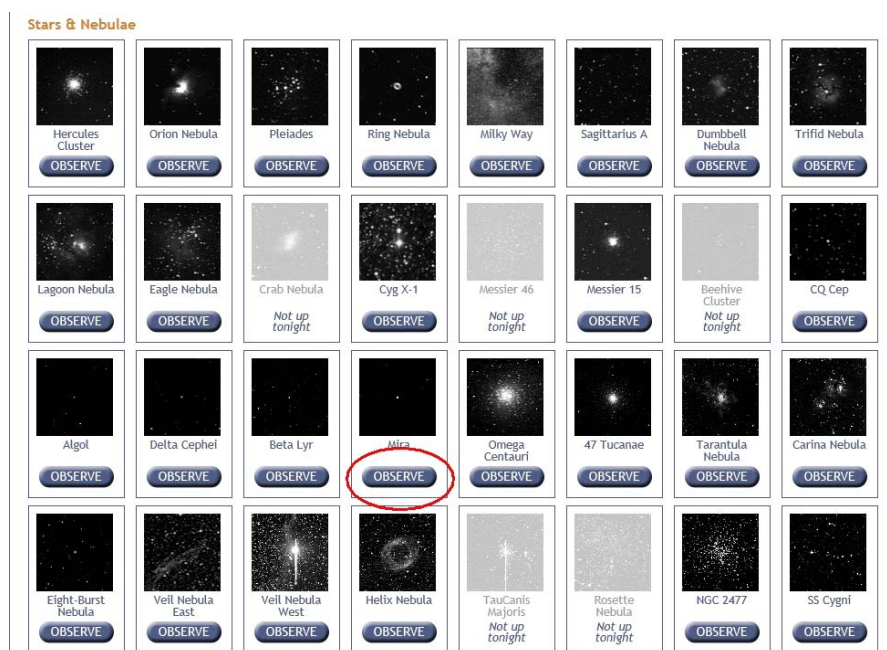 Stars & Nebulae
Hercules
Cluster
OBSERVE
Orion Nebula
OBSERVE
Pleiades
OBSERVE
Ring Nebula
OBSERVE
Milky Way
OBSERVE
Sagittarius A
OBSERVE
Dumbbell
Nebula
OBSERVE
Trifid Nebula
OBSERVE
Lagoon Nebula
OBSERVE
Eagle Nebula
OBSERVE
Crab Nebula
Not up
tonight
Cyg X-1
OBSERVE
Messier 46
Not up
tonight
Messier 15
OBSERVE
Beehive
Cluster
Not up
tonight
CQ Cep
OBSERVE
Algol
OBSERVE
Delta Cephei
OBSERVE
Beta Lyr
OBSERVE
Mira
OBSERVE
Omega
Centauri
OBSERVE
47 Tucanae
OBSERVE
Tarantula
Nebula
OBSERVE
Carina Nebula
OBSERVE
Eight-Burst
Nebula
OBSERVE
Veil Nebula
East
OBSERVE
Veil Nebula
West
OBSERVE
Helix Nebula
OBSERVE
TauCanis
Majoris
Not up
tonight
Rosette
Nebula
Not up
tonight
NGC 2477
OBSERVE
SS Cygni
OBSERVE